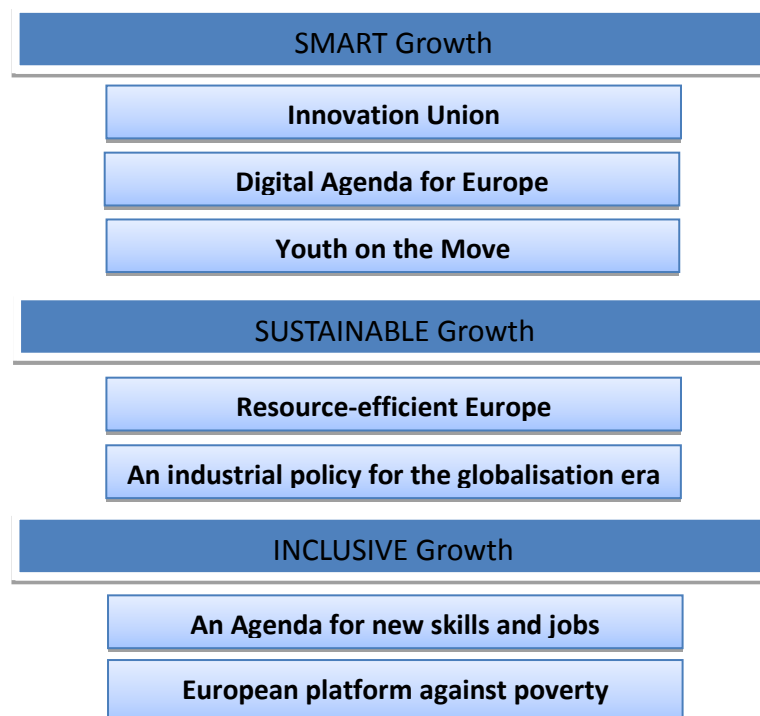 SMART Growth
Innovation Union
Digital Agenda for Europe
Youth on the Move
SUSTAINABLE Growth
Resource-efficient Europe
An industrial policy for the globalisation era
INCLUSIVE Growth
An Agenda for new skills and jobs
European platform against poverty